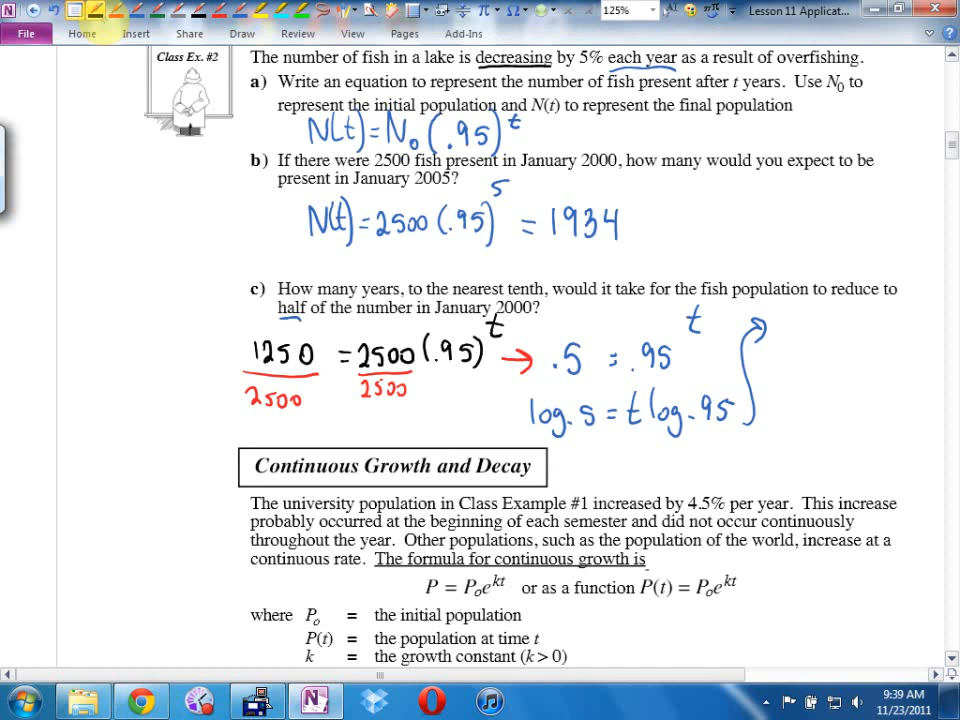 125%
Lesson 11 Applicat...
File Home Insert Share Draw Review View Pages Add-Ins
Class Ex. #2
The number of fish in a lake is decreasing by 5% each year as a result of overfishing.
a) Write an equation to represent the number of fish present after t years. Use N₀ to
represent the initial population and N(t) to represent the final population
N(t) = N₀ (.95)^t
b) If there were 2500 fish present in January 2000, how many would you expect to be
present in January 2005?
N(t) = 2500 (.95)^5 = 1934
c) How many years, to the nearest tenth, would it take for the fish population to reduce to
half of the number in January 2000?
1250 = 2500 (.95)^t → .5 = .95^t
2500 2500
log .5 = t log .95
Continuous Growth and Decay
The university population in Class Example #1 increased by 4.5% per year. This increase
probably occurred at the beginning of each semester and did not occur continuously
throughout the year. Other populations, such as the population of the world, increase at a
continuous rate. The formula for continuous growth is
P = Pₒe^kt or as a function P(t) = Pₒe^kt
where Pₒ = the initial population
P(t) = the population at time t
k = the growth constant (k > 0)
9:39 AM
11/23/2011